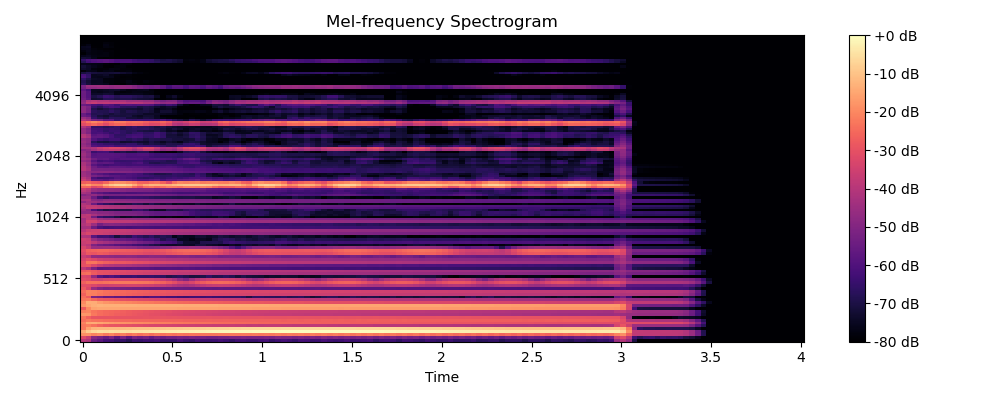 Mel-frequency Spectrogram
Hz
4096
2048
1024
512
0
0 0.5 1 1.5 2 2.5 3 3.5 4
Time
+0 dB
-10 dB
-20 dB
-30 dB
-40 dB
-50 dB
-60 dB
-70 dB
-80 dB